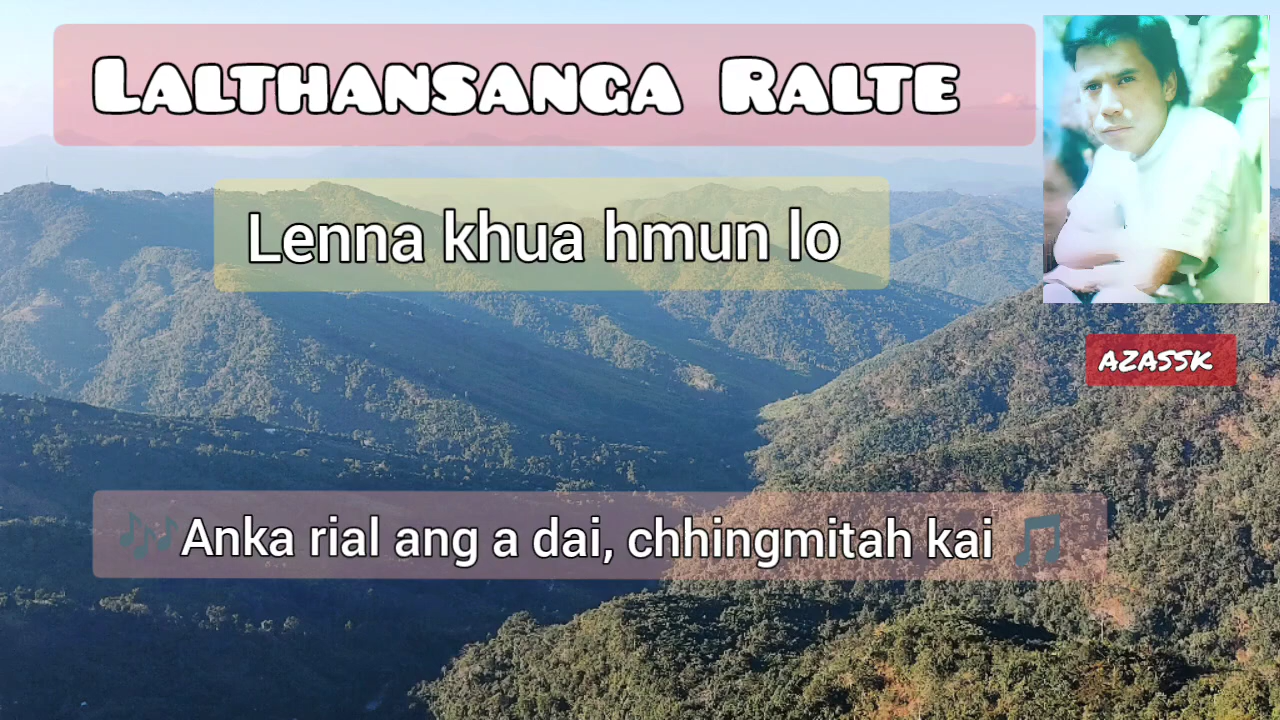 LALTHANSANGA RALTE
Lenna khua hmun lo
AZASSK
🎶Anka rial ang a dai, chhingmitah kai 🎵